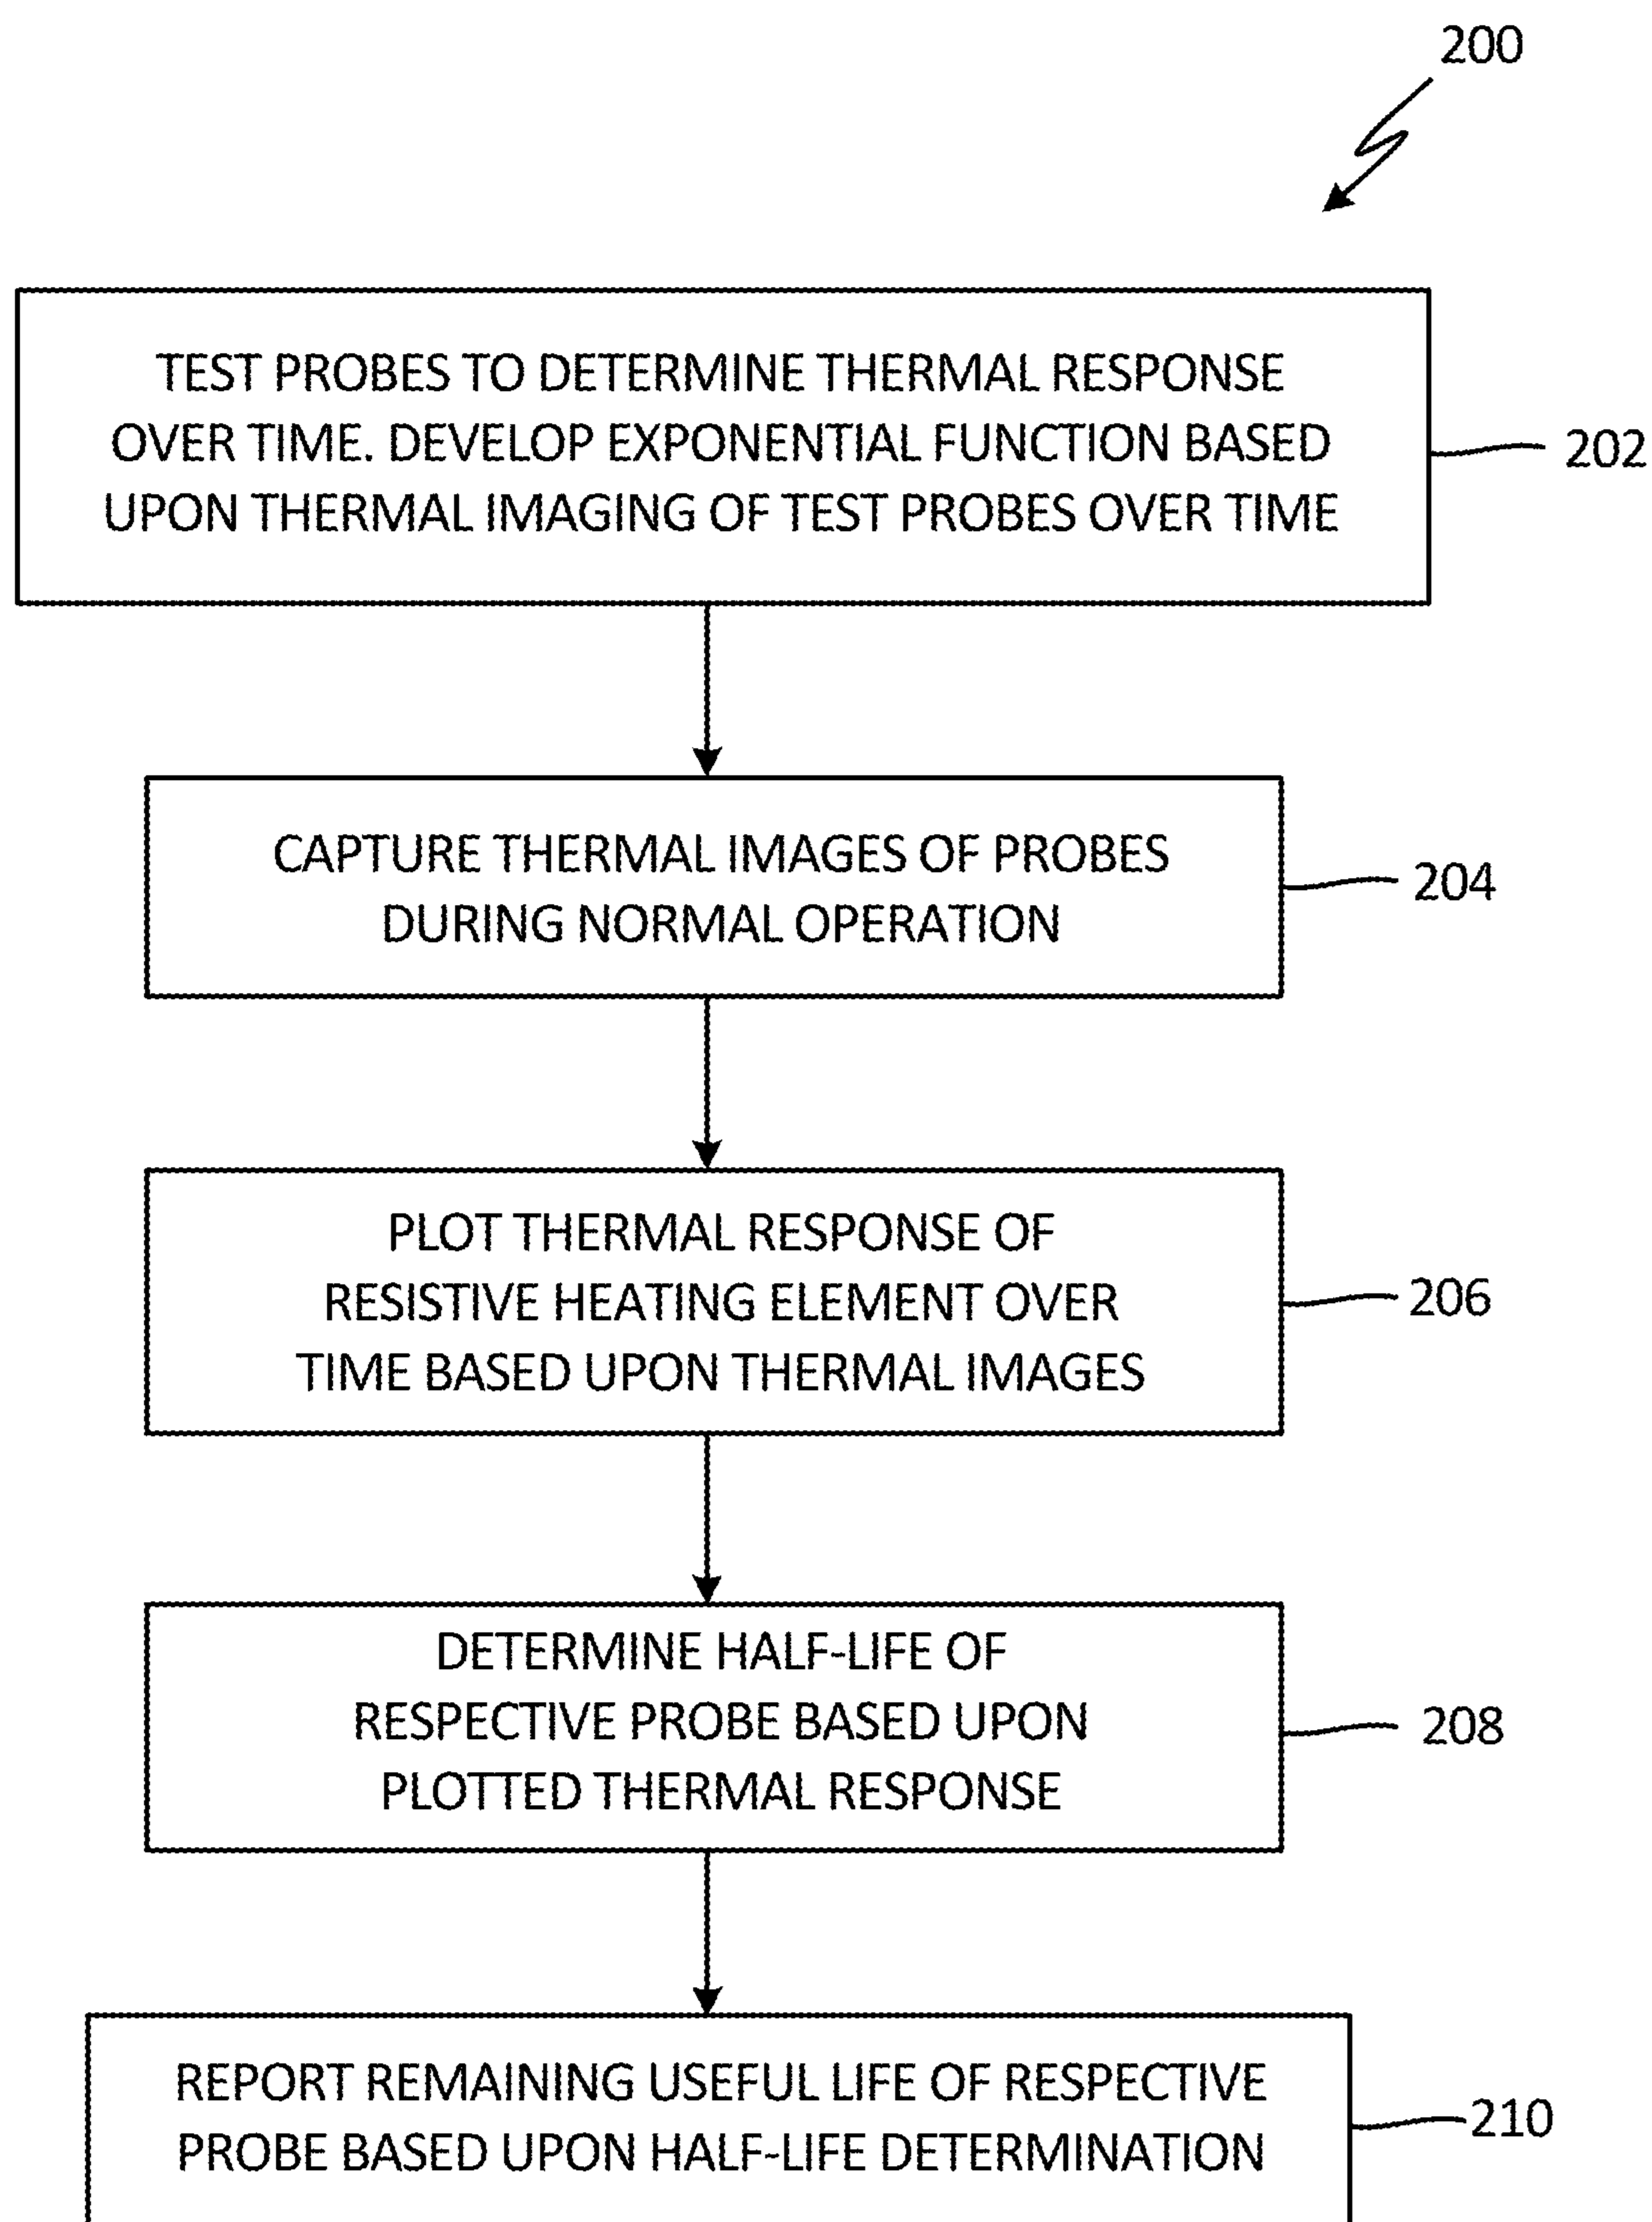 200
TEST PROBES TO DETERMINE THERMAL RESPONSE
OVER TIME. DEVELOP EXPONENTIAL FUNCTION BASED
UPON THERMAL IMAGING OF TEST PROBES OVER TIME
202
CAPTURE THERMAL IMAGES OF PROBES
DURING NORMAL OPERATION
204
PLOT THERMAL RESPONSE OF
RESISTIVE HEATING ELEMENT OVER
TIME BASED UPON THERMAL IMAGES
206
DETERMINE HALF-LIFE OF
RESPECTIVE PROBE BASED UPON
PLOTTED THERMAL RESPONSE
208
REPORT REMAINING USEFUL LIFE OF RESPECTIVE
PROBE BASED UPON HALF-LIFE DETERMINATION
210